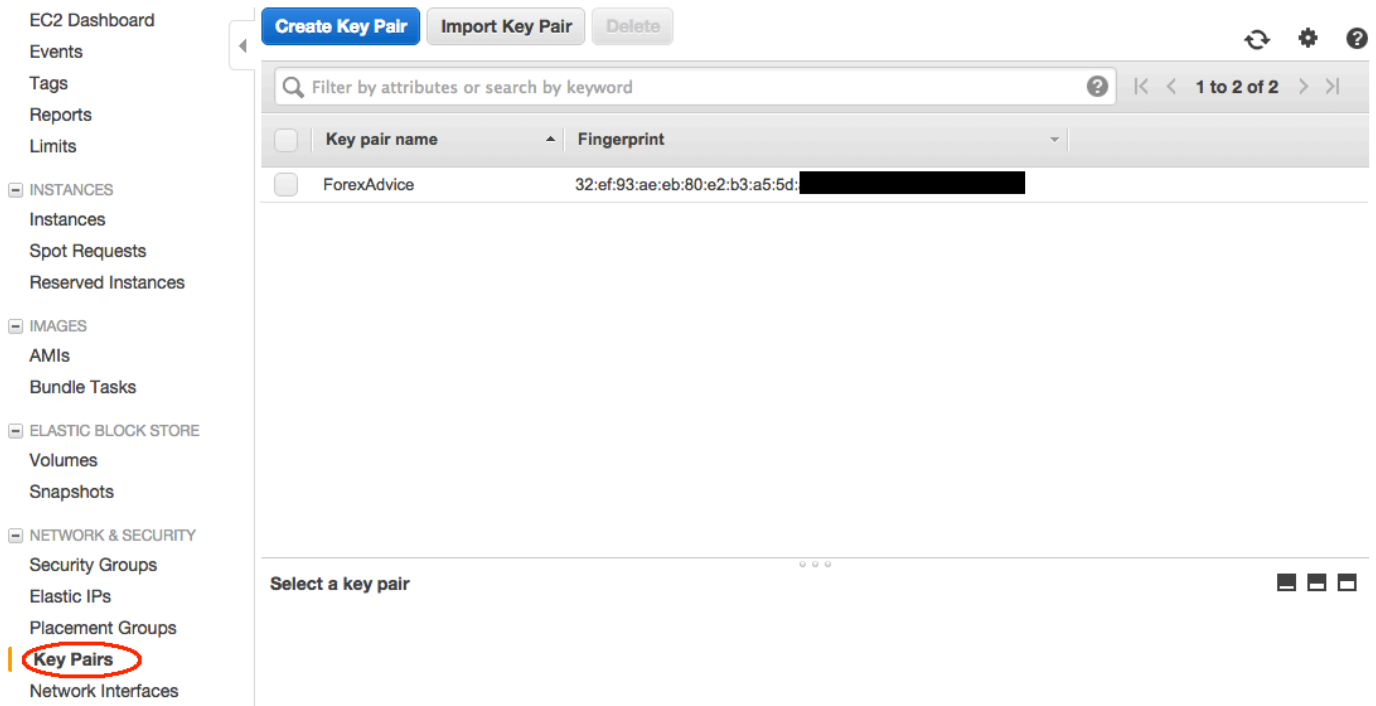 EC2 Dashboard
Events
Tags
Reports
Limits
INSTANCES
Instances
Spot Requests
Reserved Instances
IMAGES
AMIs
Bundle Tasks
ELASTIC BLOCK STORE
Volumes
Snapshots
NETWORK & SECURITY
Security Groups
Elastic IPs
Placement Groups
Key Pairs
Network Interfaces
Create Key Pair Import Key Pair Delete
Filter by attributes or search by keyword 1 to 2 of 2
Key pair name Fingerprint
ForexAdvice 32:ef:93:ae:eb:80:e2:b3:a5:5d:
Select a key pair